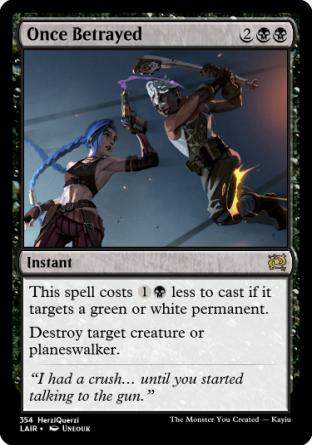 Once Betrayed 2
Instant
This spell costs 1 less to cast if it
targets a green or white permanent.
Destroy target creature or
planeswalker.
“I had a crush… until you started
talking to the gun.”
354 HerziQuerzi
The Monster You Created — Kayiu
LAIR • UNEOUK